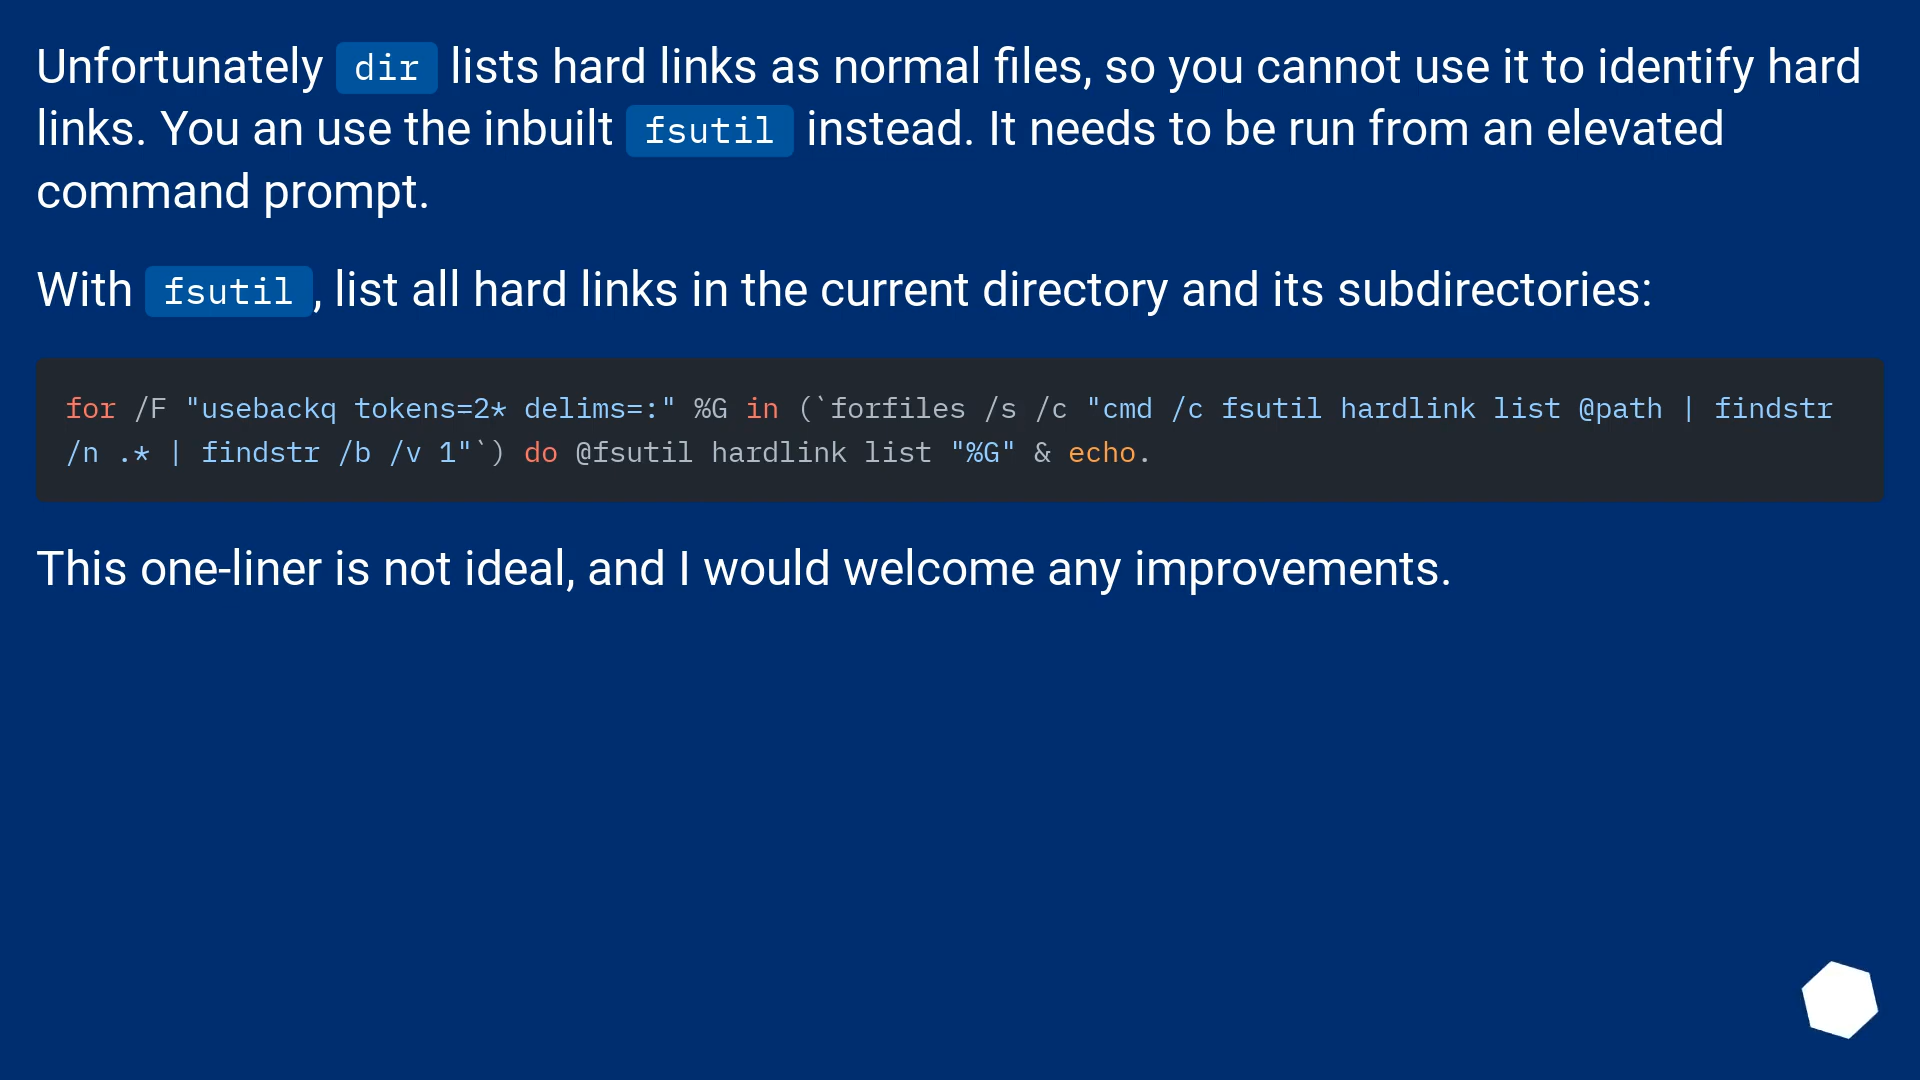 Unfortunately dir lists hard links as normal files, so you cannot use it to identify hard
links. You an use the inbuilt fsutil instead. It needs to be run from an elevated
command prompt.
With fsutil, list all hard links in the current directory and its subdirectories:
for /F "usebackq tokens=2* delims=:" %G in (`forfiles /s /c "cmd /c fsutil hardlink list @path | findstr
/n .* | findstr /b /v 1"`) do @fsutil hardlink list "%G" & echo.
This one-liner is not ideal, and I would welcome any improvements.